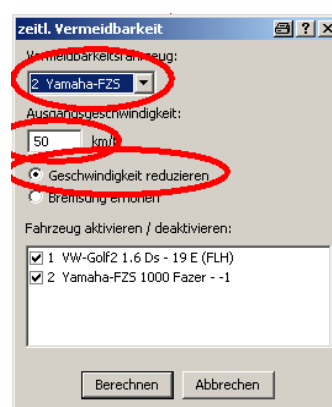 zeitl. Vermeidbarkeit
Vermeidbarkeitsfahrzeug:
2 Yamaha-FZS
Ausgangsgeschwindigkeit:
50 km/h
Geschwindigkeit reduzieren
Bremsung erhöhen
Fahrzeug aktivieren / deaktivieren:
1 VW-Golf2 1.6 Ds - 19 E (FLH)
2 Yamaha-FZS 1000 Fazer - -1
Berechnen Abbrechen